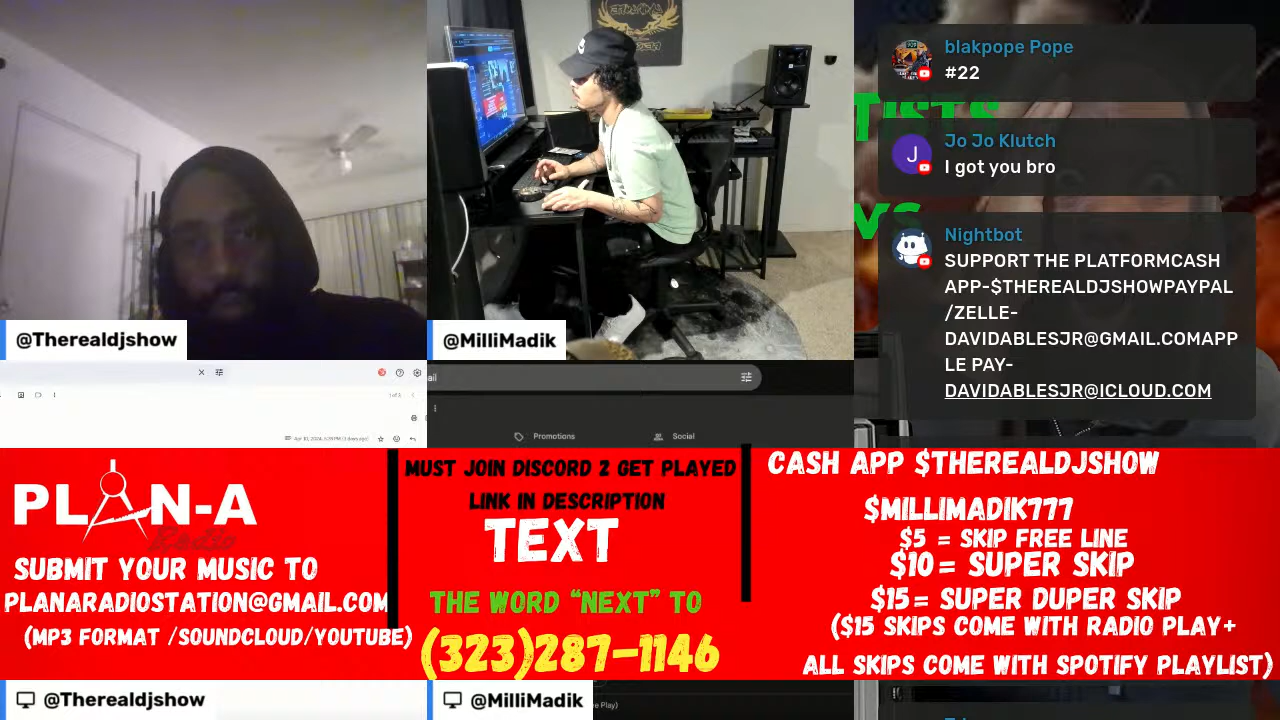 blakpope Pope
#22
Jo Jo Klutch
I got you bro
Nightbot
SUPPORT THE PLATFORMCASH
APP-$THEREALDJSHOWPAYPAL
/ZELLE-
DAVIDABLESJR@GMAIL.COMAPP
LE PAY-
DAVIDABLESJR@ICLOUD.COM
@Therealdjshow
@MilliMadik
ail
Promotions
Social
PLAN-A
Radio
SUBMIT YOUR MUSIC TO
PLANARADIOSTATION@GMAIL.COM
(MP3 FORMAT /SOUNDCLOUD/YOUTUBE)
MUST JOIN DISCORD 2 GET PLAYED
LINK IN DESCRIPTION
TEXT
THE WORD “NEXT” TO
(323)287-1146
CASH APP $THEREALDJSHOW
$MILLIMADIK777
$5 = SKIP FREE LINE
$10 = SUPER SKIP
$15 = SUPER DUPER SKIP
($15 SKIPS COME WITH RADIO PLAY+
ALL SKIPS COME WITH SPOTIFY PLAYLIST)
@Therealdjshow
@MilliMadik
e Play)